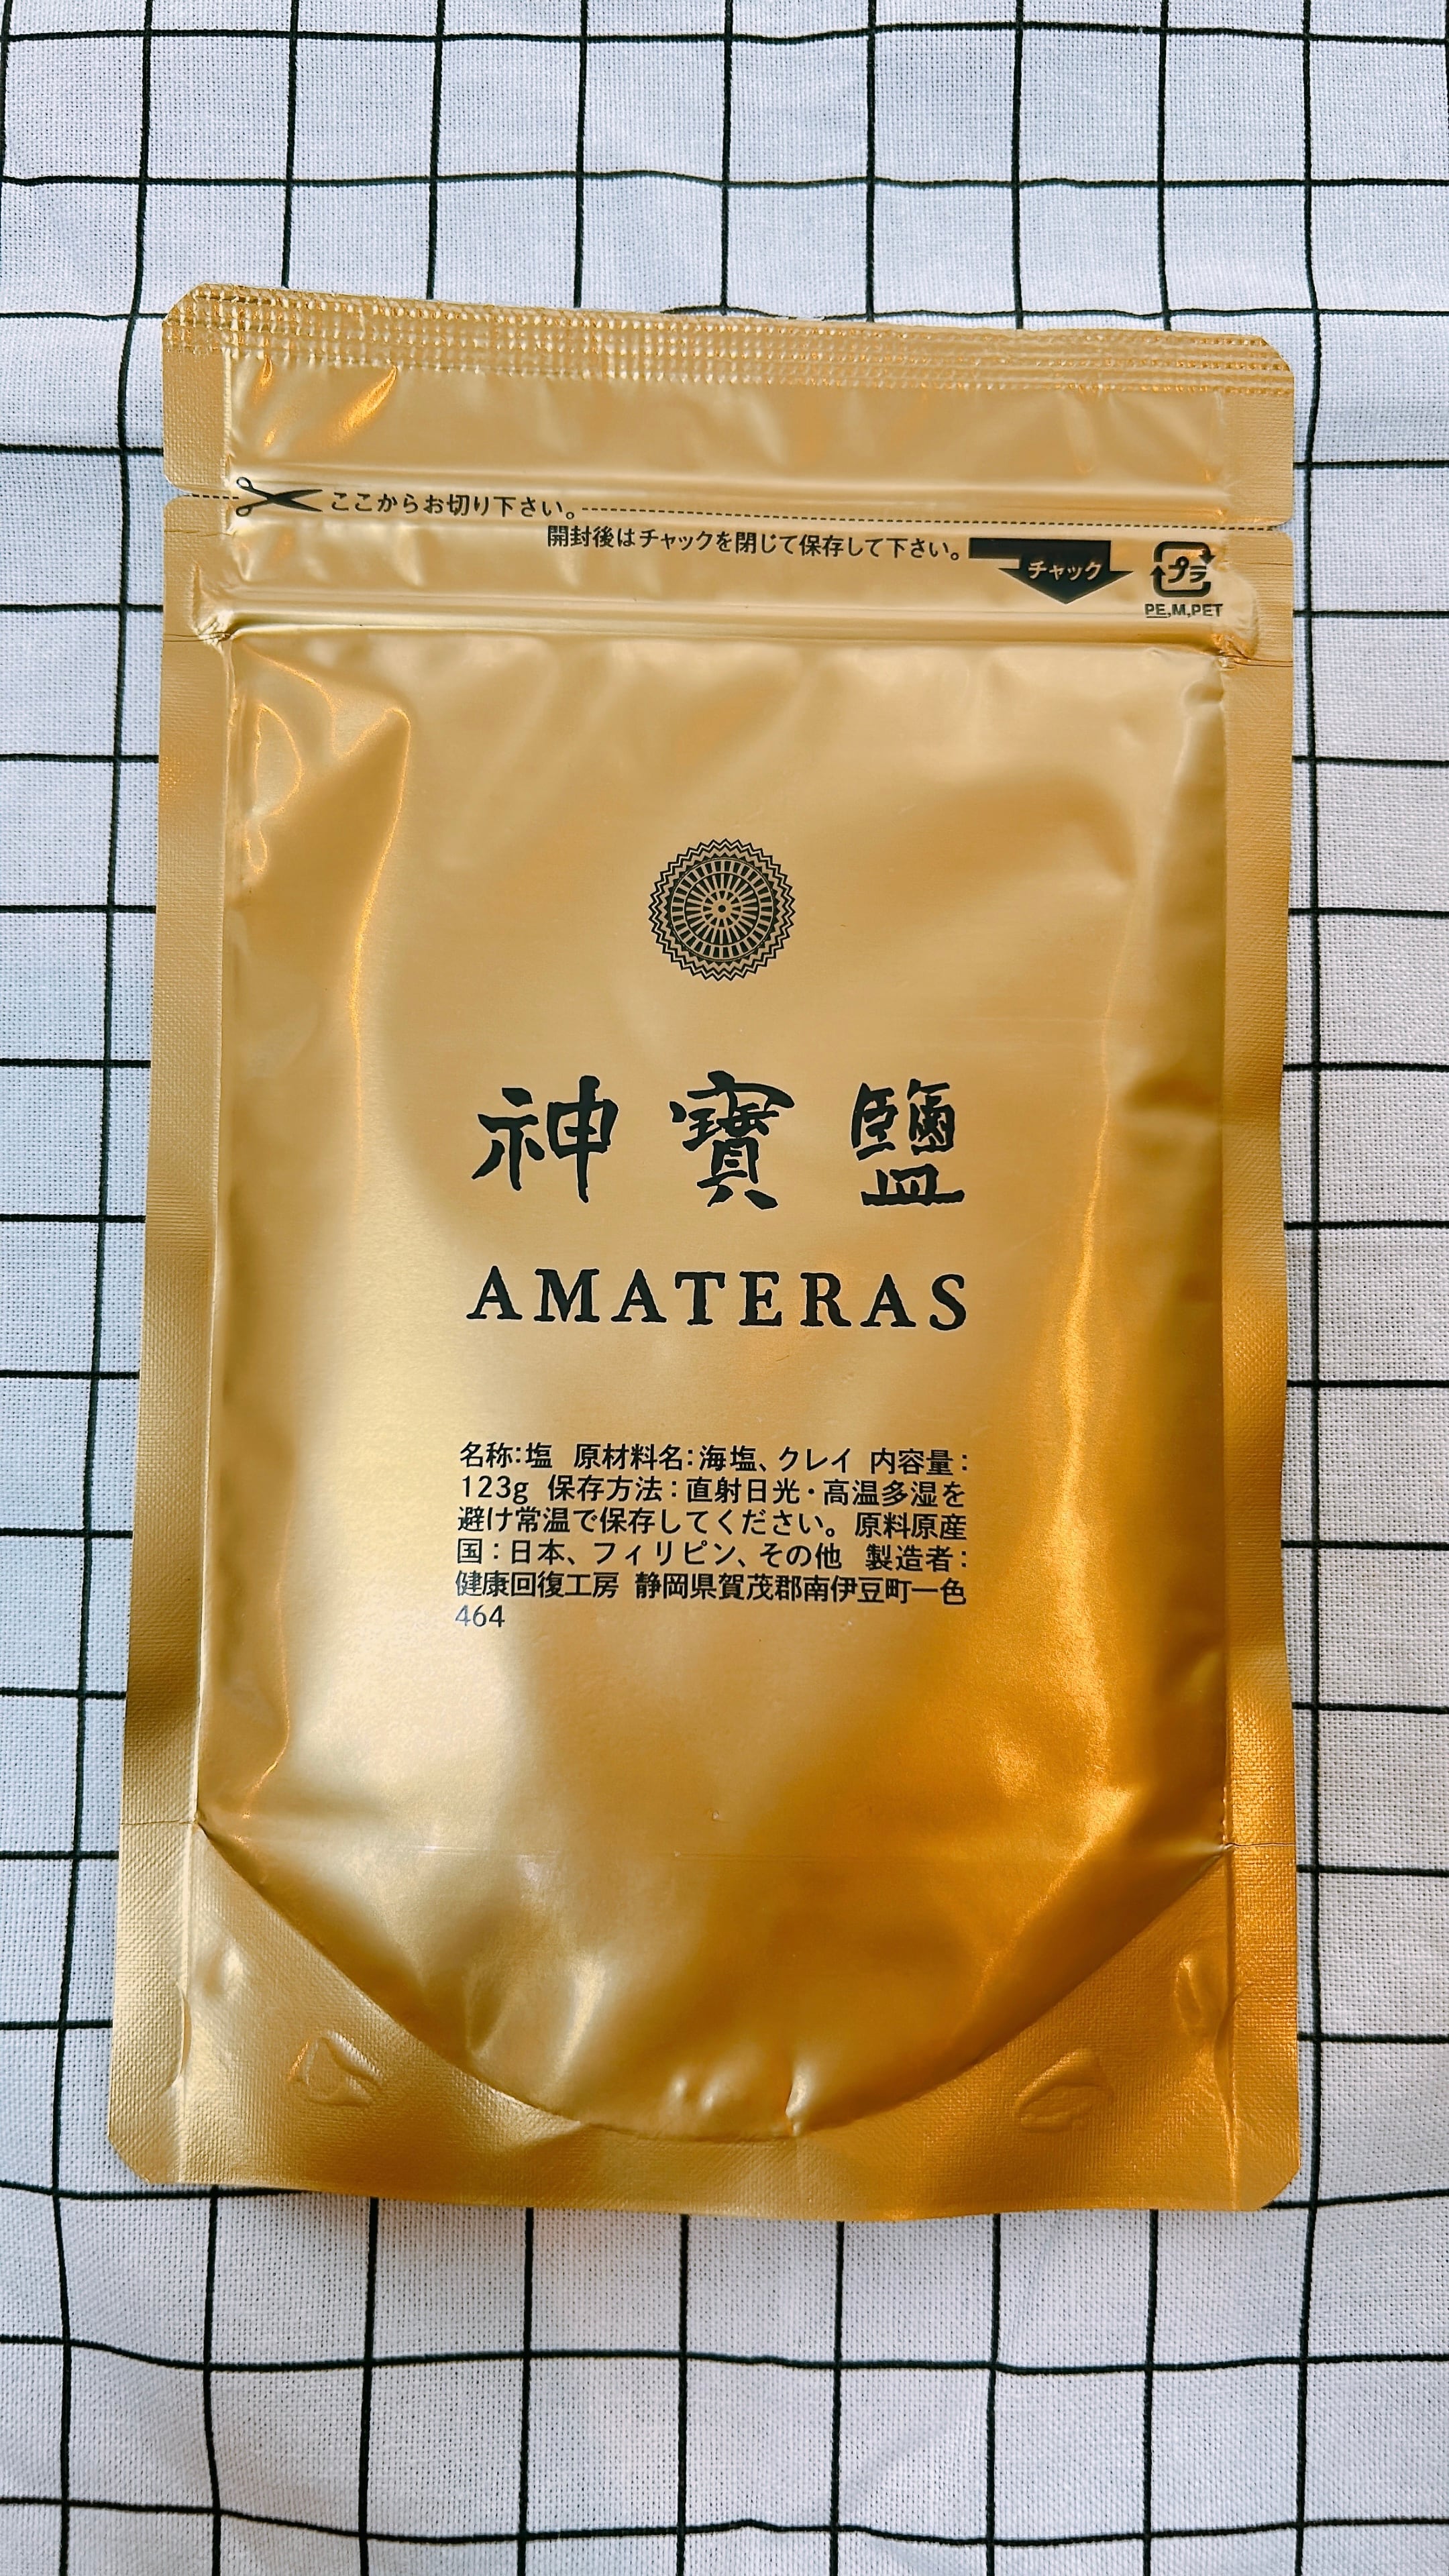 ここからお切り下さい。
開封後はチャックを閉じて保存して下さい。
チャック
プラ
PE,M,PET
神寳鹽
AMATERAS
名称:塩 原材料名:海塩、クレイ 内容量:
123g 保存方法:直射日光・高温多湿を
避け常温で保存してください。原料原産
国:日本、フィリピン、その他 製造者:
健康回復工房 静岡県賀茂郡南伊豆町一色
464